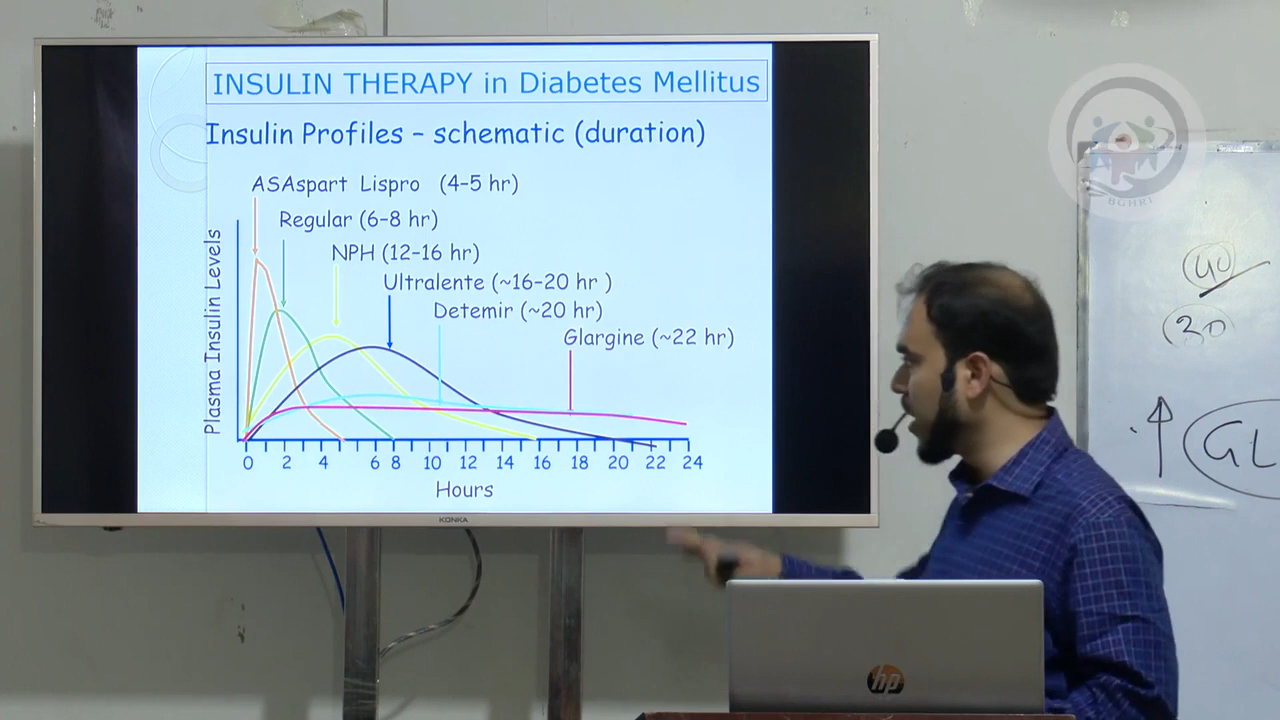 INSULIN THERAPY in Diabetes Mellitus
Insulin Profiles – schematic (duration)
ASAspart Lispro (4–5 hr)
Regular (6–8 hr)
NPH (12–16 hr)
Ultralente (~16–20 hr )
Detemir (~20 hr)
Glargine (~22 hr)
Plasma Insulin Levels
0 2 4 6 8 10 12 14 16 18 20 22 24
Hours
KONKA
BGHRI
40
30
GL
hp